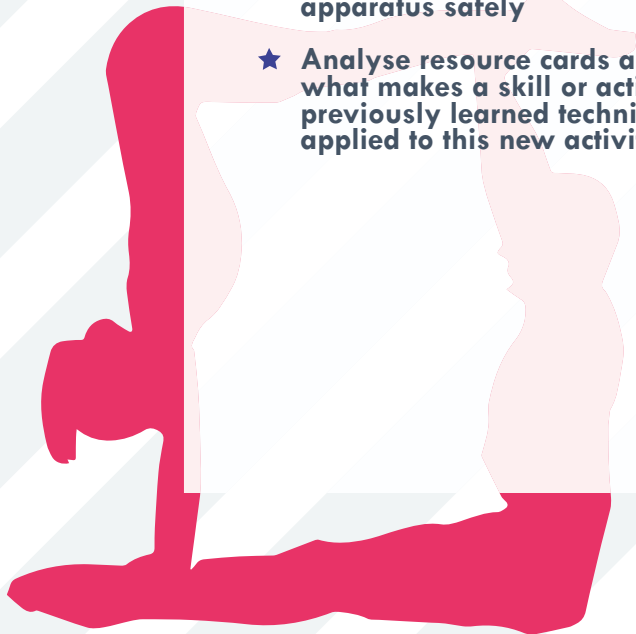 apparatus safely
Analyse resource cards a
what makes a skill or acti
previously learned techni
applied to this new activi